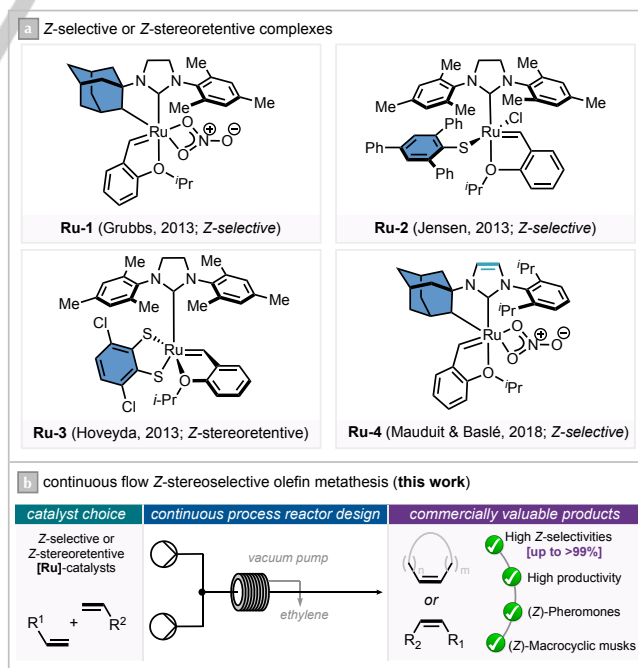 a Z-selective or Z-stereoretentive complexes
Me
N N
Me
Me
Me
Ru
O
O
N⊕
O⊖
O
iPr
Ru-1 (Grubbs, 2013; Z-selective)
Me
Me
N N
Me
Me
Me
Me
Ph
Cl
Ru
Ph
S
Ph
O
iPr
Ru-2 (Jensen, 2013; Z-selective)
Me
Me
N N
Me
Me
Me
Me
Cl
S
Ru
S
Cl
O
i-Pr
Ru-3 (Hoveyda, 2013; Z-stereoretentive)
iPr
N N
iPr
Ru
O
O
N⊕
O⊖
O
iPr
Ru-4 (Mauduit & Baslé, 2018; Z-selective)
b continuous flow Z-stereoselective olefin metathesis (this work)
catalyst choice
continuous process reactor design
commercially valuable products
Z-selective or
Z-stereoretentive
[Ru]-catalysts
R1
+
R2
vacuum pump
ethylene
( )n ( )m
or
R2 R1
High Z-selectivities
[up to >99%]
High productivity
(Z)-Pheromones
(Z)-Macrocyclic musks